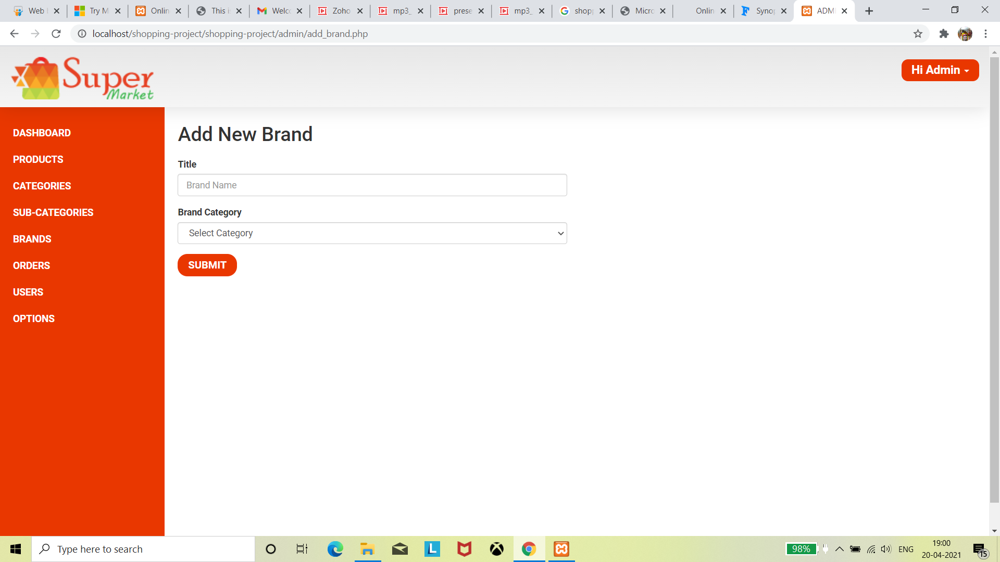 Web
Try M
Onlin
This i
Welc
Zoho
mp3_
prese
mp3_
shop
Micro
Onlin
Synop
ADMI
localhost/shopping-project/shopping-project/admin/add_brand.php
Super
Market
Hi Admin
DASHBOARD
PRODUCTS
CATEGORIES
SUB-CATEGORIES
BRANDS
ORDERS
USERS
OPTIONS
Add New Brand
Title
Brand Name
Brand Category
Select Category
SUBMIT
Type here to search
L
98%
ENG
19:00
20-04-2021
15